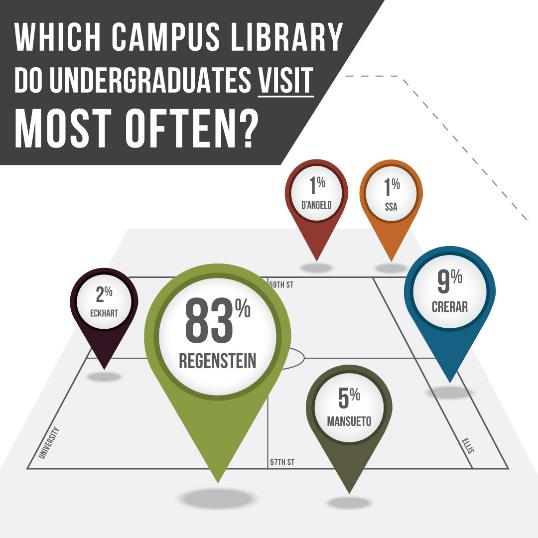 WHICH CAMPUS LIBRARY
DO UNDERGRADUATES VISIT
MOST OFTEN?
1%
D'ANGELO
1%
SSA
9%
CRERAR
2%
ECKHART
59TH ST
83%
REGENSTEIN
5%
MANSUETO
UNIVERSITY
ELLIS
57TH ST